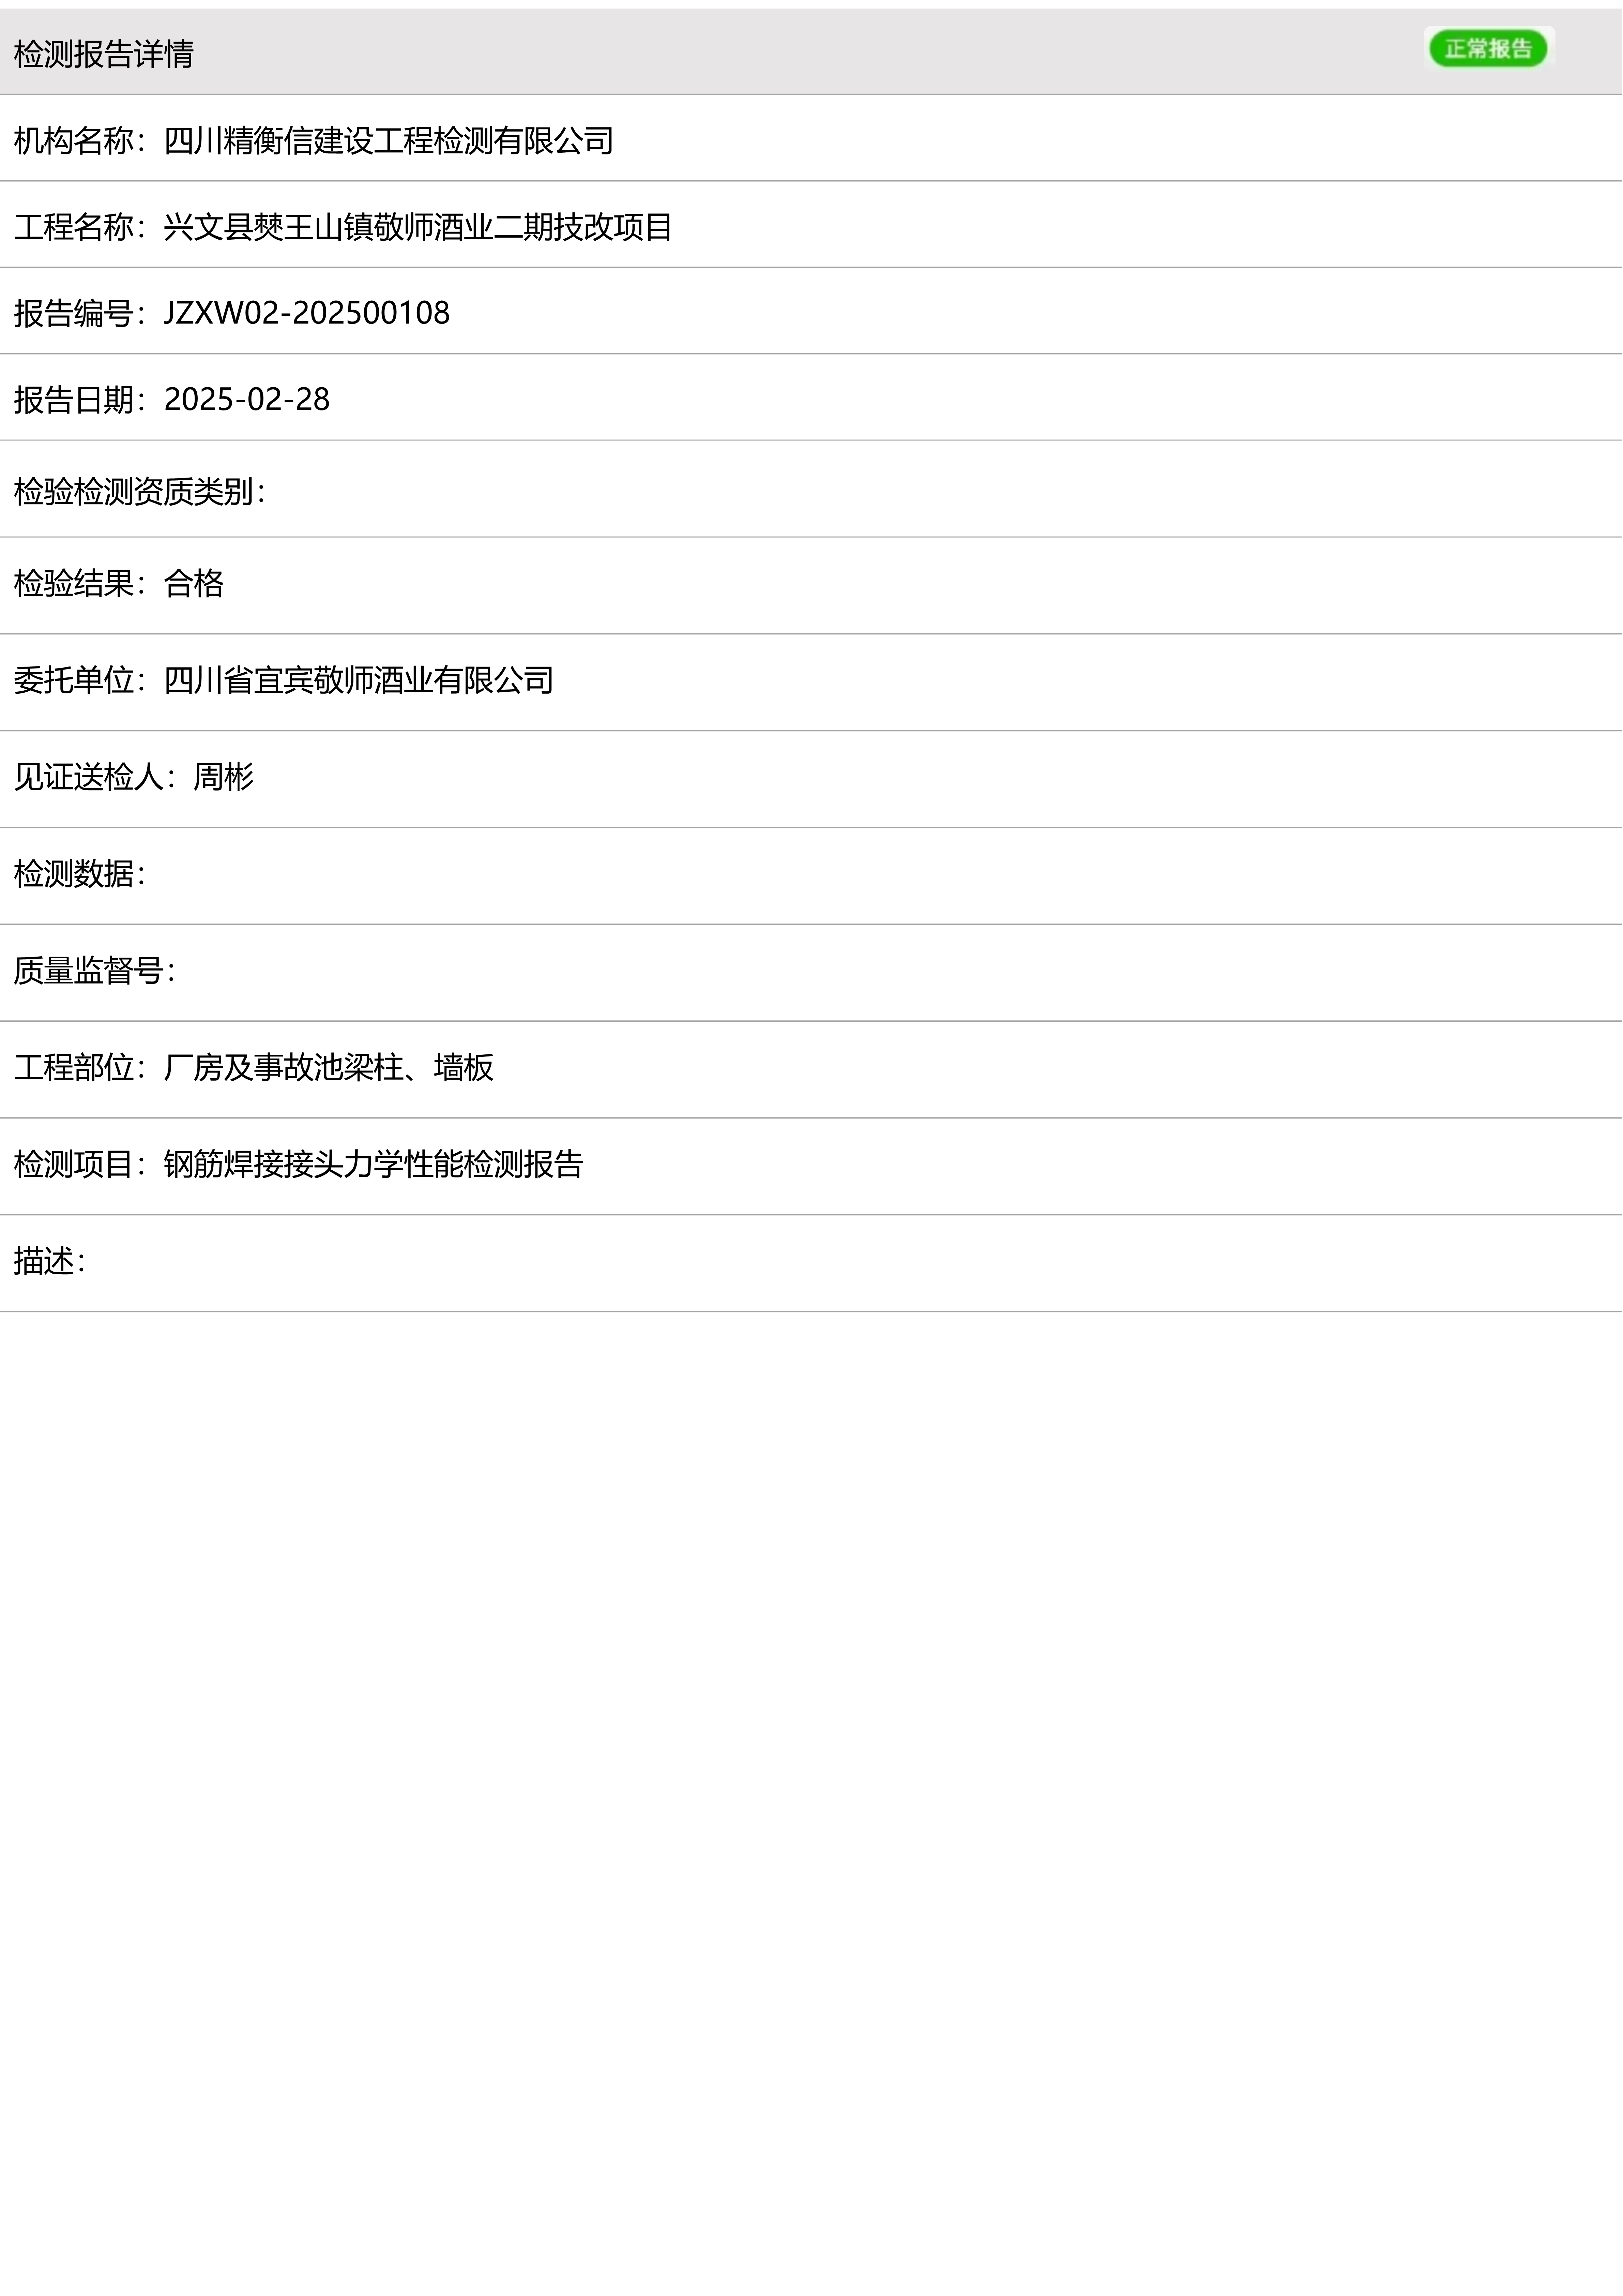 检测报告详情 正常报告
机构名称：四川精衡信建设工程检测有限公司
工程名称：兴文县僰王山镇敬师酒业二期技改项目
报告编号：JZXW02-202500108
报告日期：2025-02-28
检验检测资质类别：
检验结果：合格
委托单位：四川省宜宾敬师酒业有限公司
见证送检人：周彬
检测数据：
质量监督号：
工程部位：厂房及事故池梁柱、墙板
检测项目：钢筋焊接接头力学性能检测报告
描述：